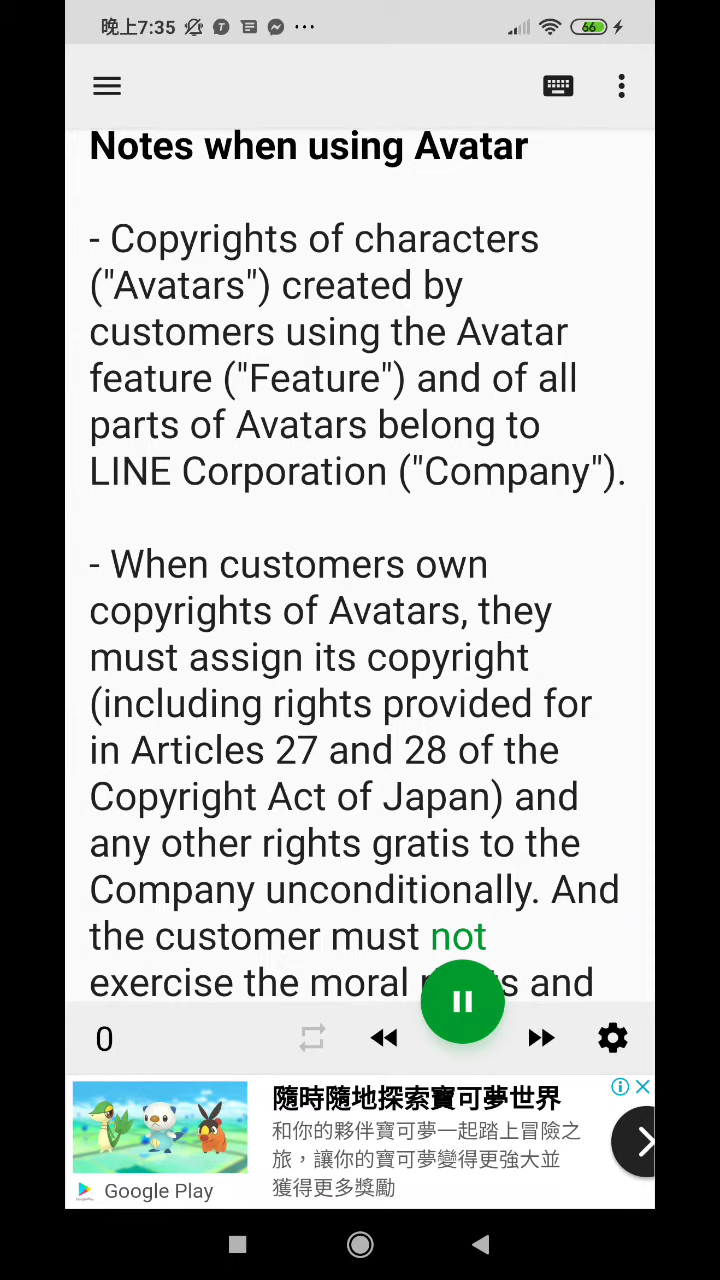 晚上7:35
66
Notes when using Avatar
- Copyrights of characters
("Avatars") created by
customers using the Avatar
feature ("Feature") and of all
parts of Avatars belong to
LINE Corporation ("Company").
- When customers own
copyrights of Avatars, they
must assign its copyright
(including rights provided for
in Articles 27 and 28 of the
Copyright Act of Japan) and
any other rights gratis to the
Company unconditionally. And
the customer must not
exercise the moral and
0
隨時隨地探索寶可夢世界
和你的夥伴寶可夢一起踏上冒險之
旅，讓你的寶可夢變得更強大並
獲得更多獎勵
Google Play